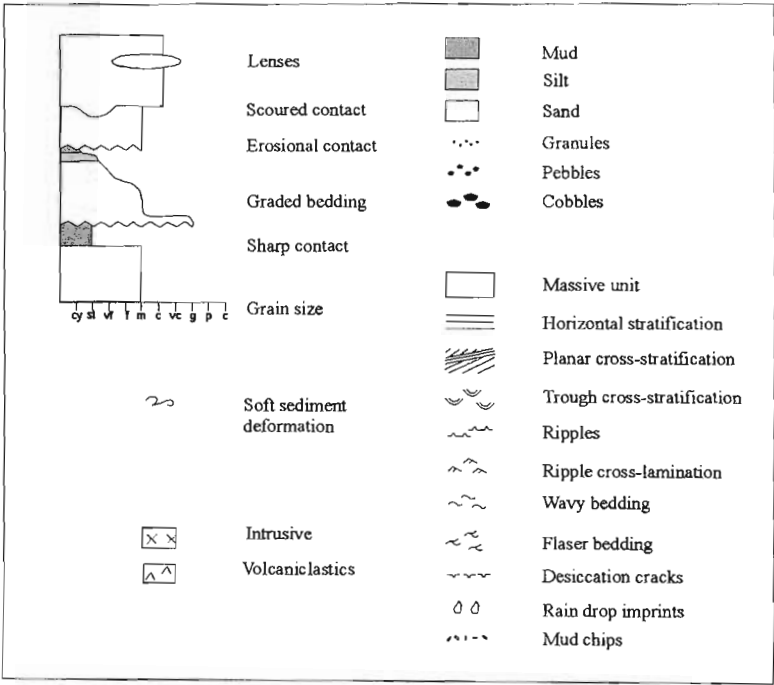 Lenses
Scoured contact
Erosional contact
Graded bedding
Sharp contact
Grain size
cy sl vf f m c vc g p c
Soft sediment
deformation
Intrusive
Volcaniclastics
Mud
Silt
Sand
Granules
Pebbles
Cobbles
Massive unit
Horizontal stratification
Planar cross-stratification
Trough cross-stratification
Ripples
Ripple cross-lamination
Wavy bedding
Flaser bedding
Desiccation cracks
Rain drop imprints
Mud chips